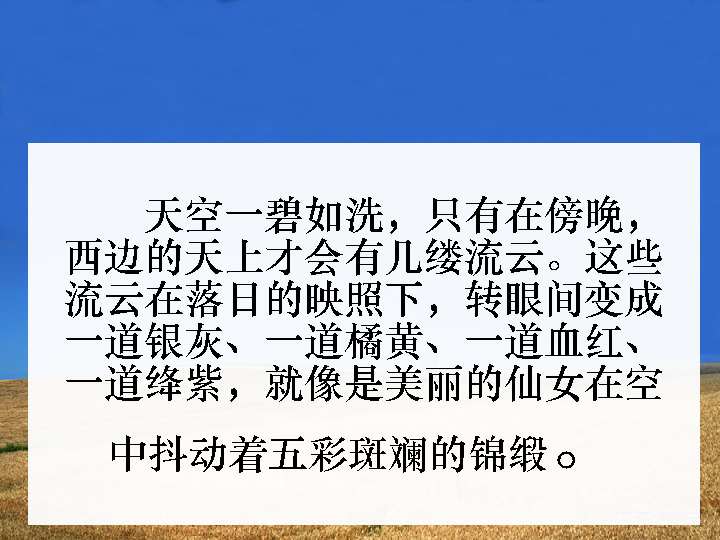 天空一碧如洗，只有在傍晚，
西边的天上才会有几缕流云。这些
流云在落日的映照下，转眼间变成
一道银灰、一道橘黄、一道血红、
一道绛紫，就像是美丽的仙女在空
中抖动着五彩斑斓的锦缎。